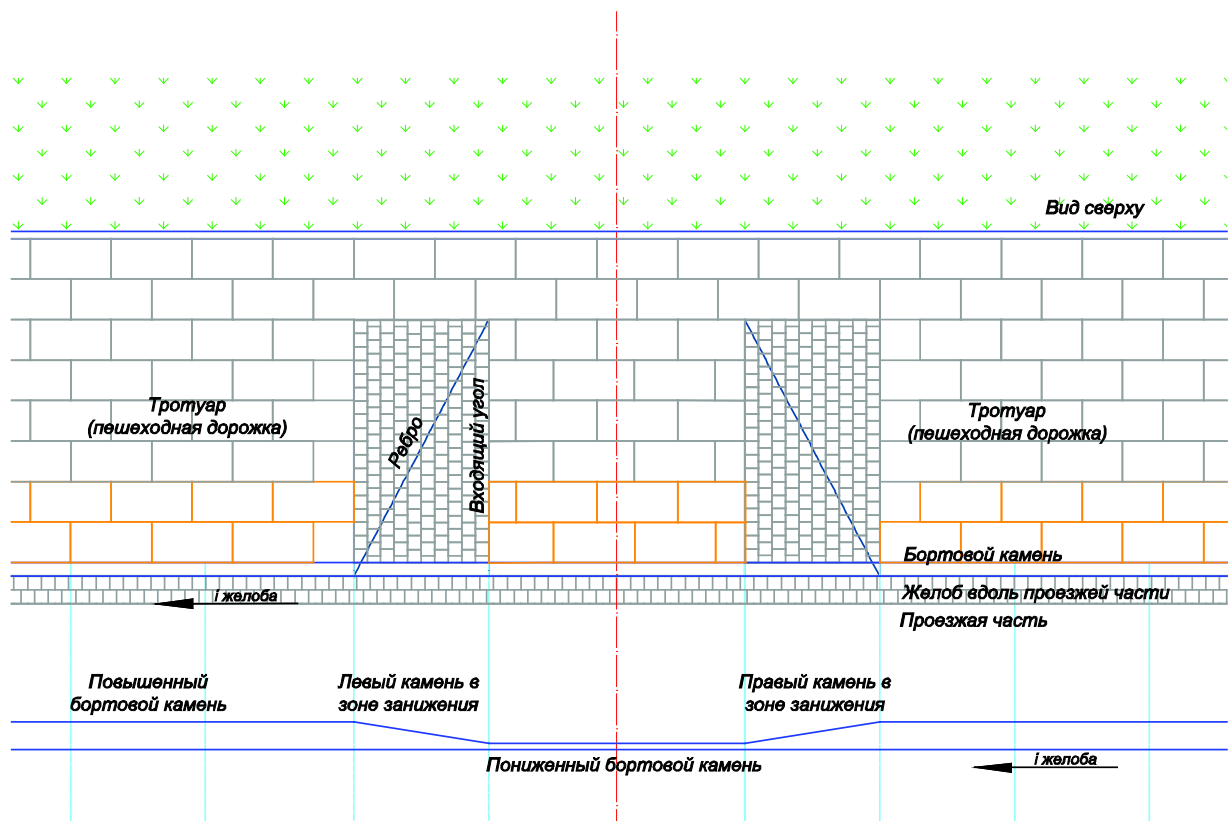 Вид сверху
Тротуар
(пешеходная дорожка)
Ребро
Входящий угол
Тротуар
(пешеходная дорожка)
Бортовой камень
i желоба
Желоб вдоль проезжей части
Проезжая часть
Повышенный
бортовой камень
Левый камень в
зоне занижения
Правый камень в
зоне занижения
Пониженный бортовой камень
i желоба